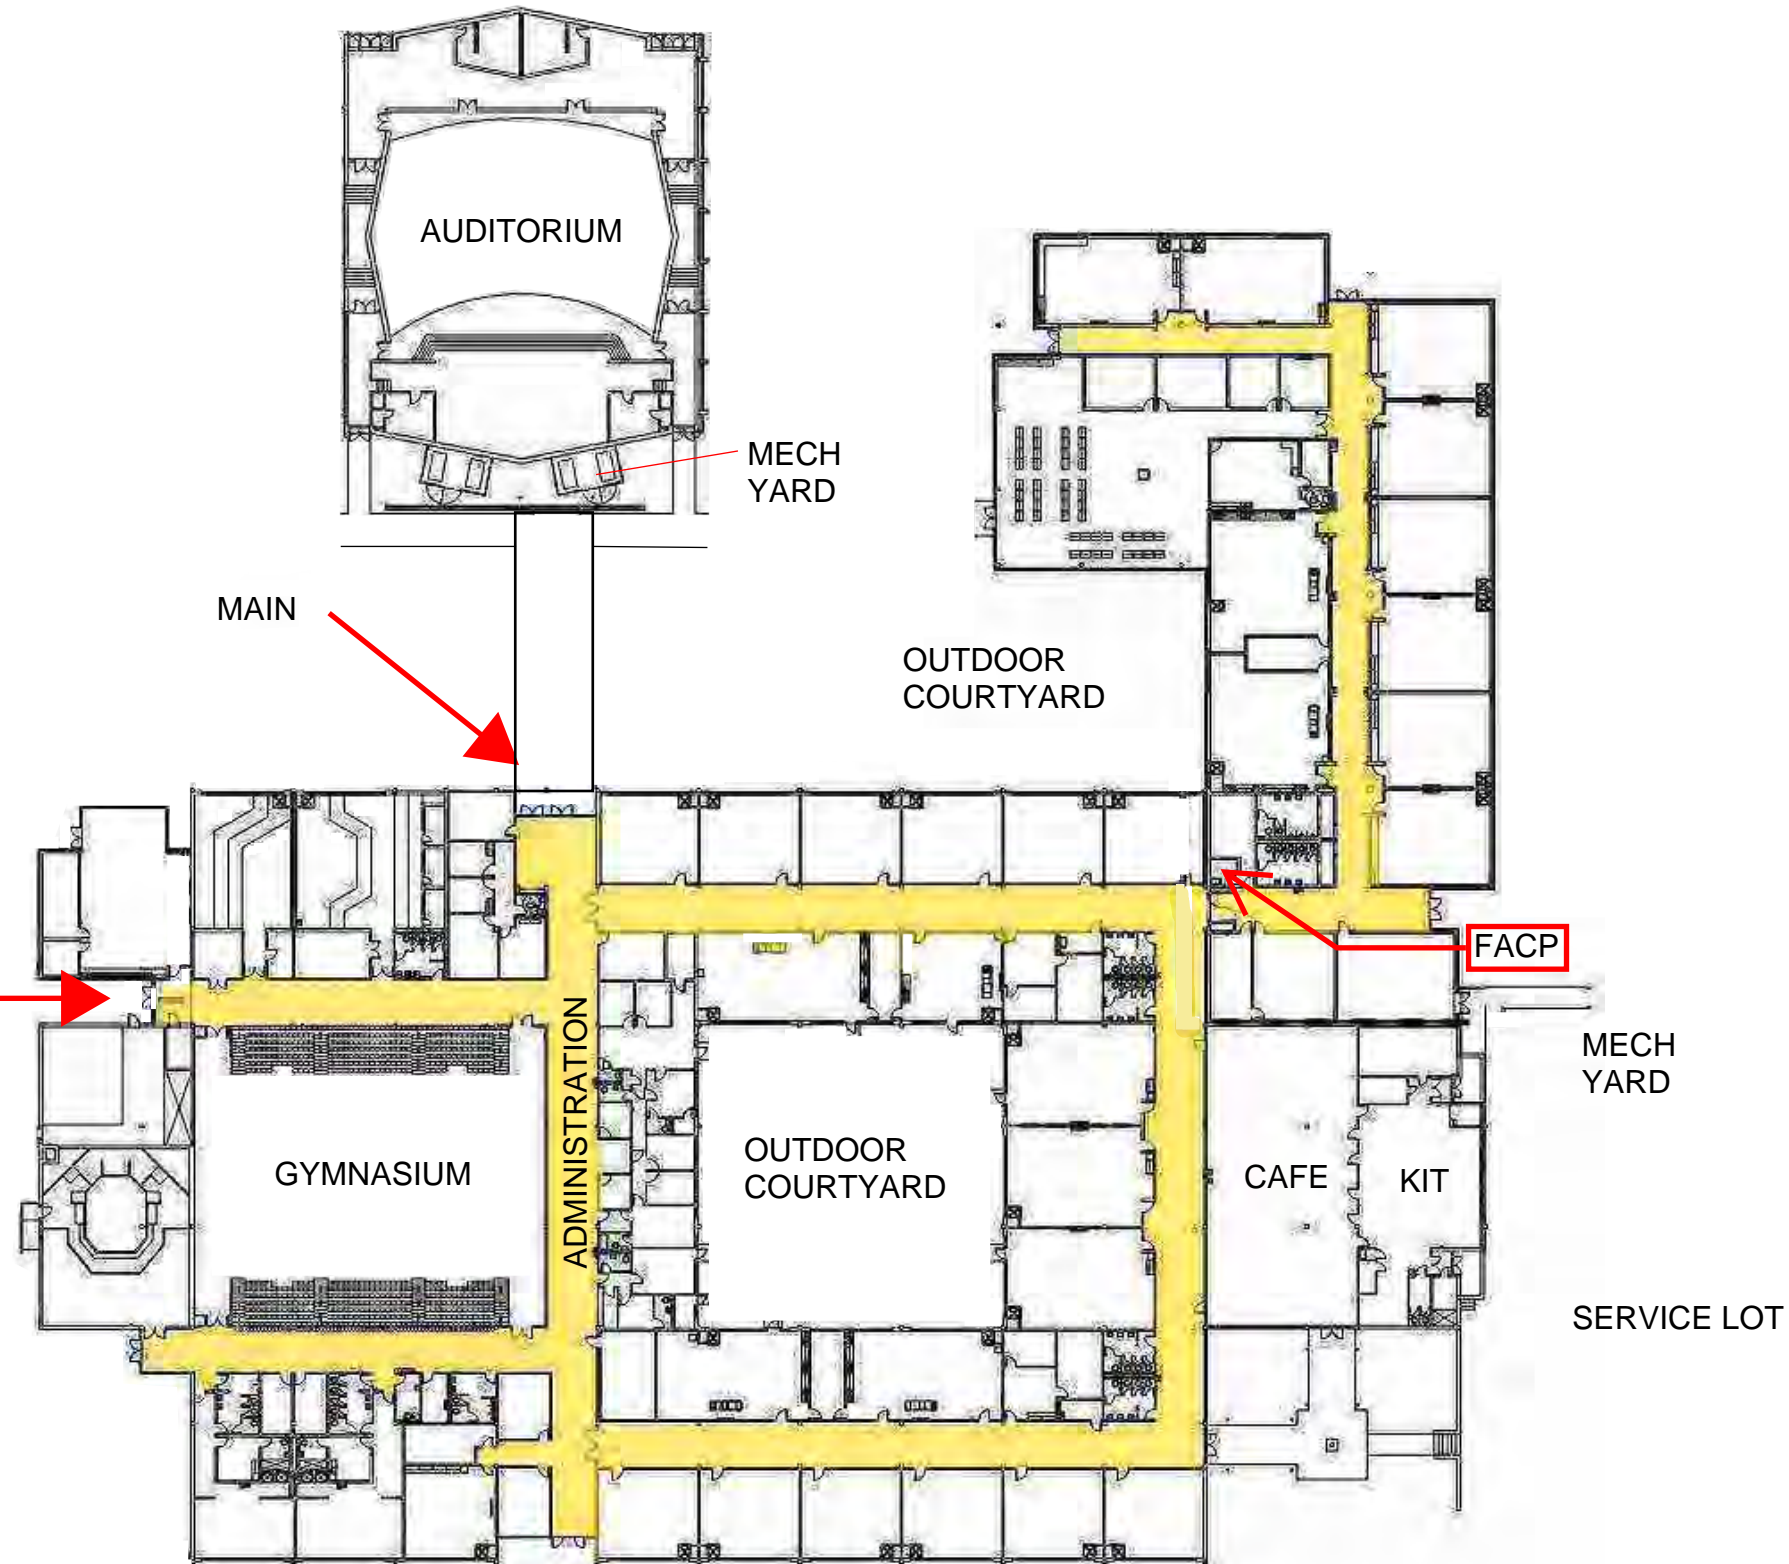 AUDITORIUM
MECH
YARD
MAIN
OUTDOOR
COURTYARD
FACP
MECH
YARD
ADMINISTRATION
OUTDOOR
COURTYARD
GYMNASIUM
CAFE
KIT
SERVICE LOT